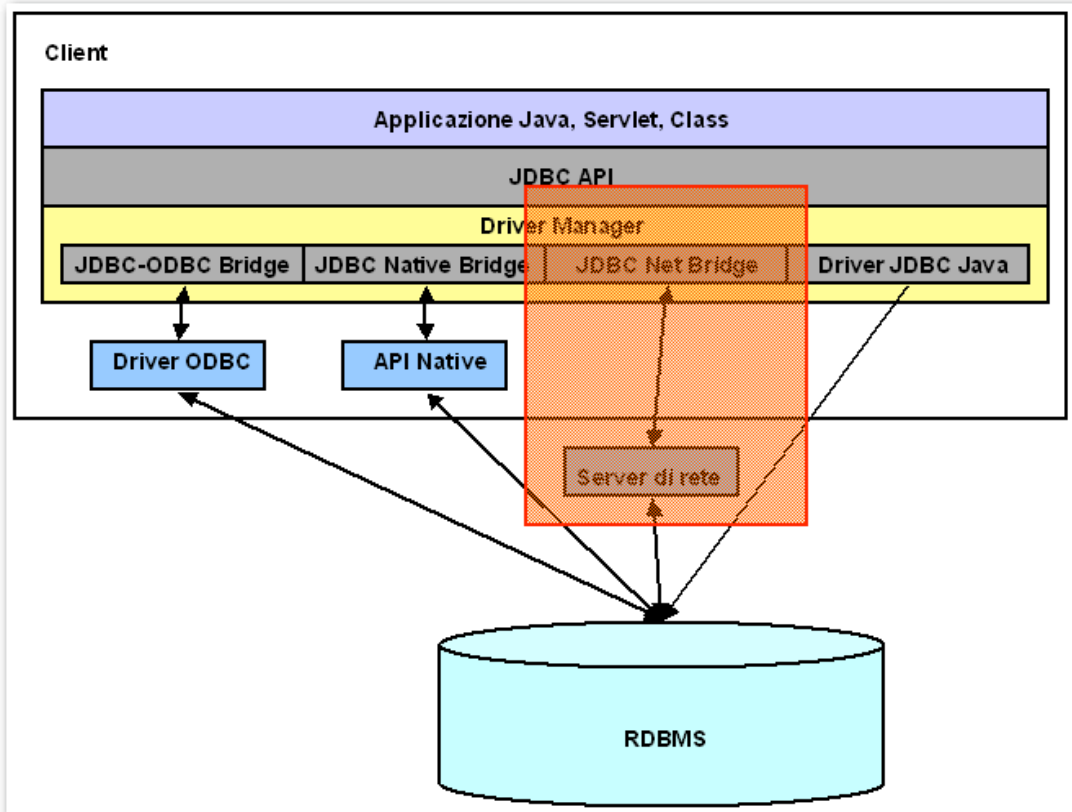 Client
Applicazione Java, Servlet, Class
JDBC API
Driver Manager
JDBC-ODBC Bridge
JDBC Native Bridge
JDBC Net Bridge
Driver JDBC Java
Driver ODBC
API Native
Server di rete
RDBMS